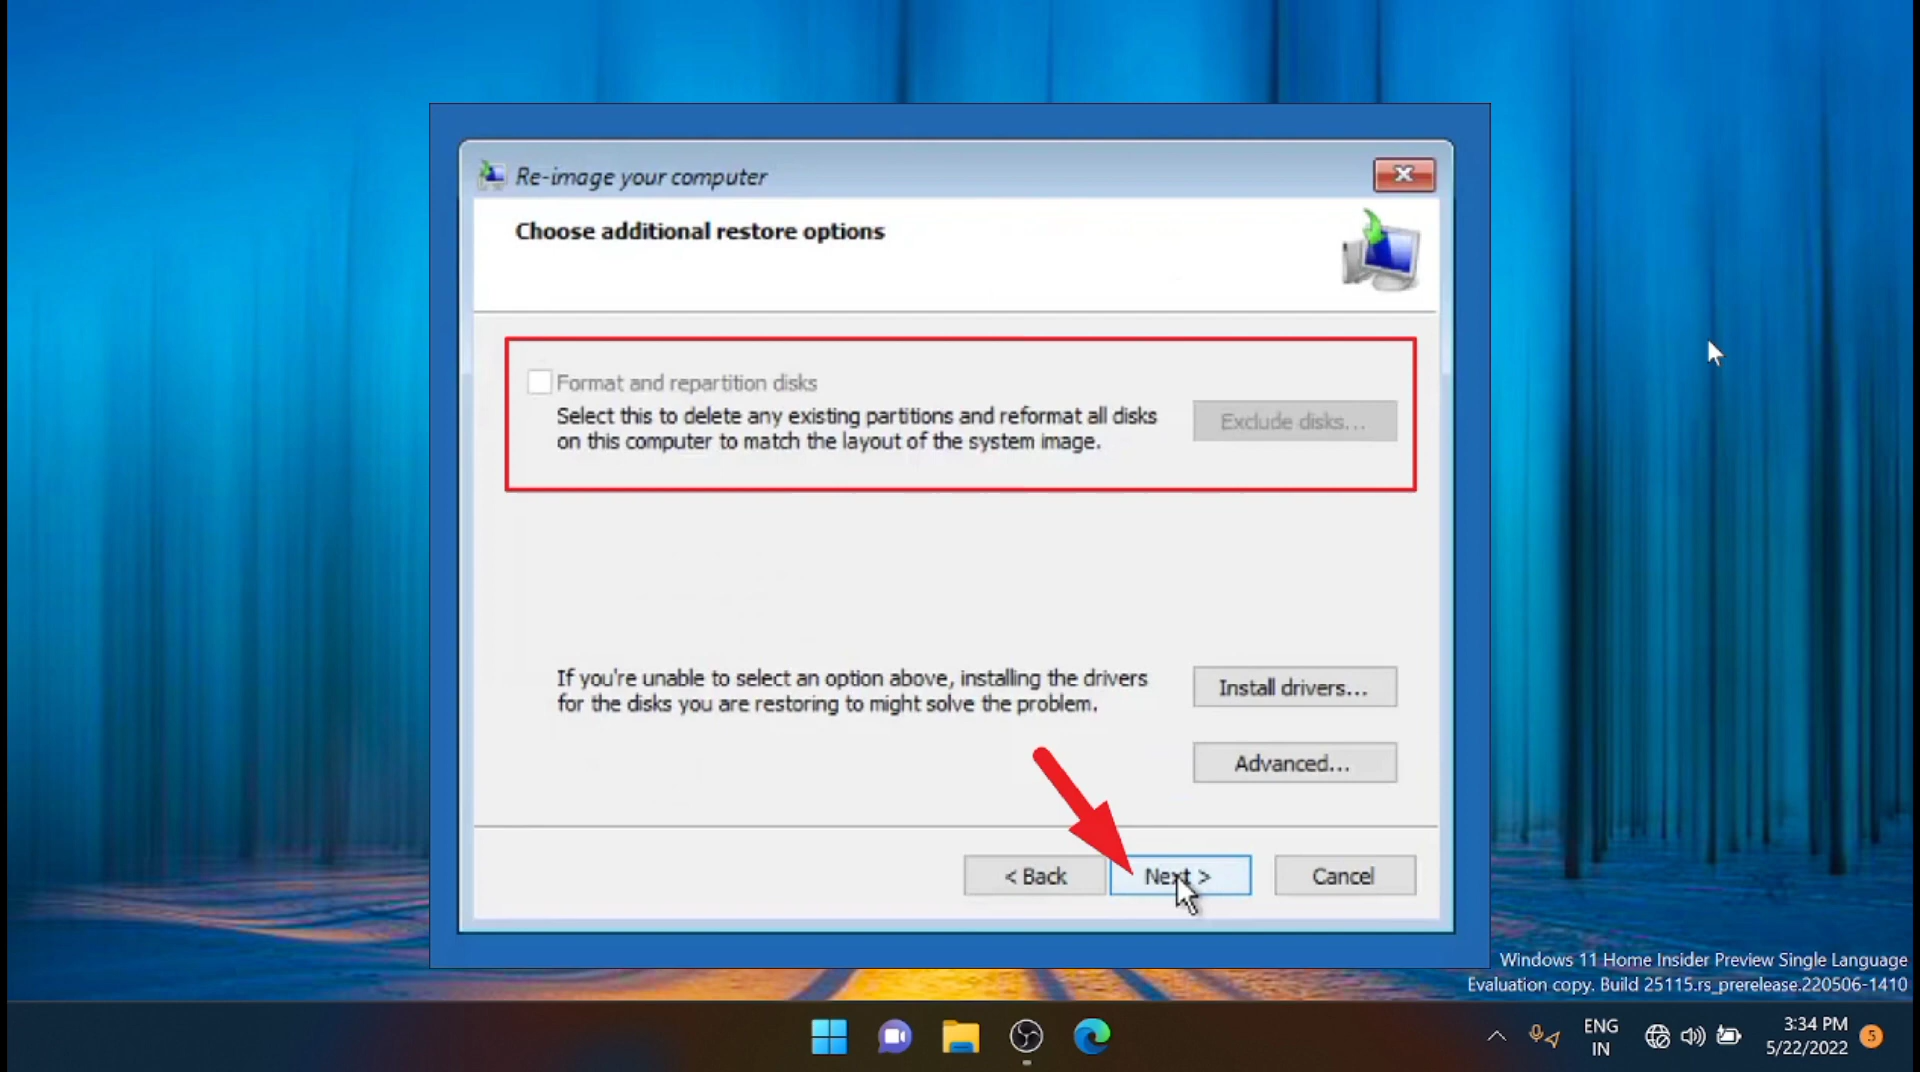 Re-image your computer
Choose additional restore options
Format and repartition disks
Select this to delete any existing partitions and reformat all disks
on this computer to match the layout of the system image.
Exclude disks...
If you're unable to select an option above, installing the drivers
for the disks you are restoring to might solve the problem.
Install drivers...
Advanced...
< Back
Next >
Cancel
Windows 11 Home Insider Preview Single Language
Evaluation copy. Build 25115.rs_prerelease.220506-1410
ENG
IN
3:34 PM
5/22/2022
5